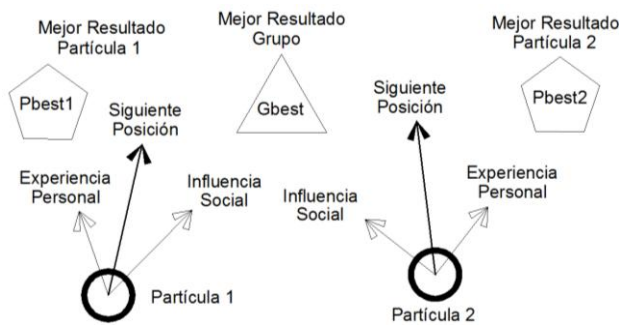 Mejor Resultado
Partícula 1
Mejor Resultado
Grupo
Mejor Resultado
Partícula 2
Pbest1
Siguiente
Posición
Gbest
Siguiente
Posición
Pbest2
Experiencia
Personal
Influencia
Social
Influencia
Social
Experiencia
Personal
Partícula 1
Partícula 2